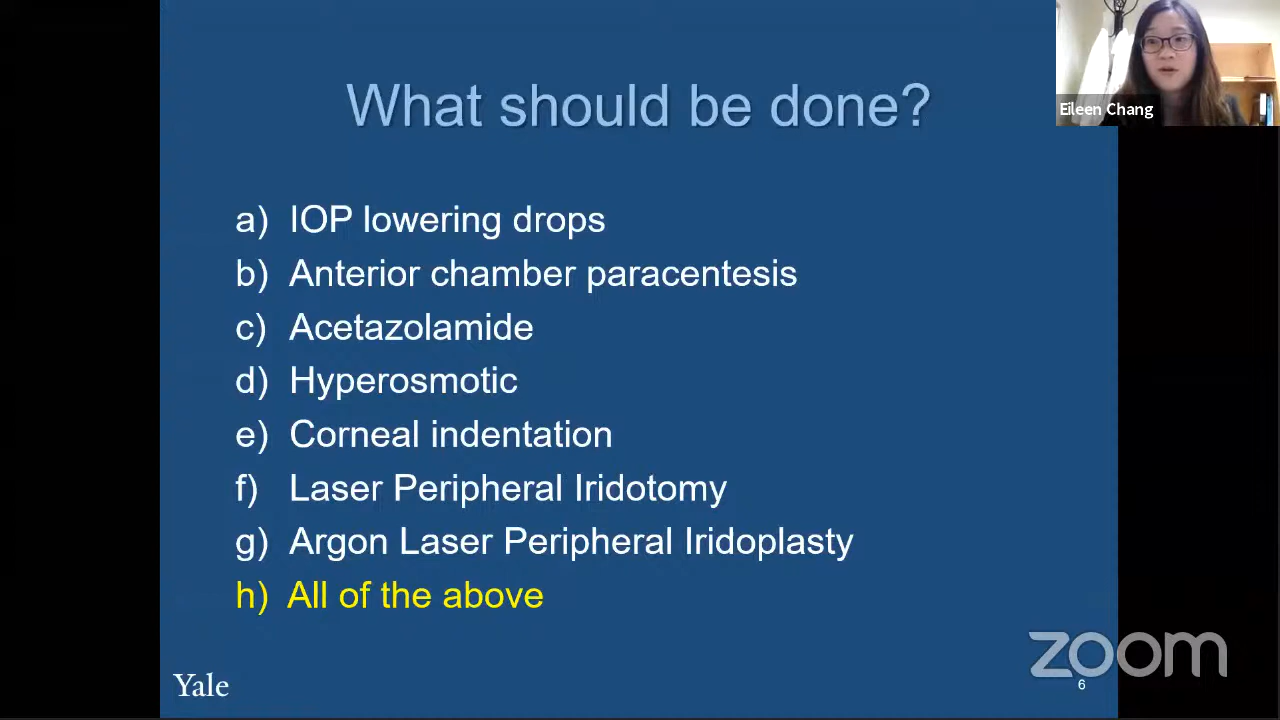 What should be done?
Eileen Chang
a) IOP lowering drops
b) Anterior chamber paracentesis
c) Acetazolamide
d) Hyperosmotic
e) Corneal indentation
f) Laser Peripheral Iridotomy
g) Argon Laser Peripheral Iridoplasty
h) All of the above
zoom
Yale
6